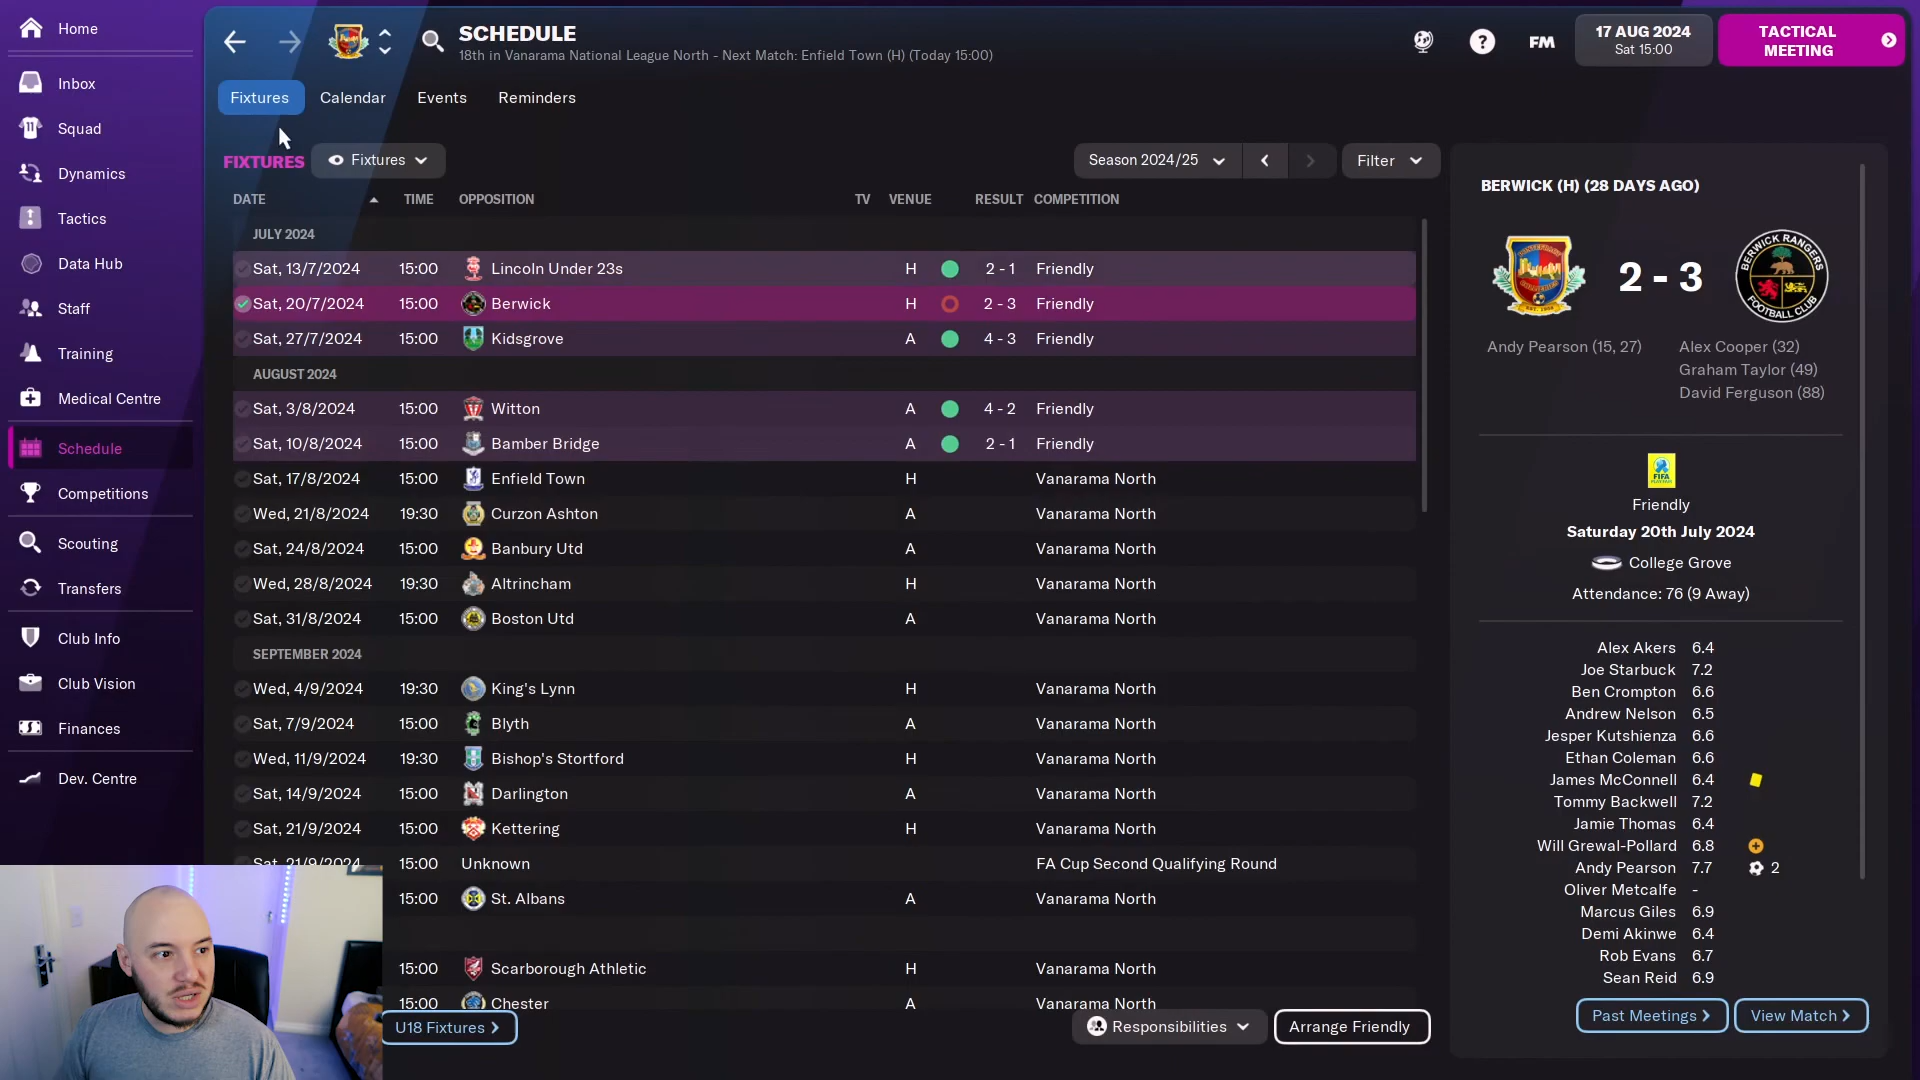 Home
Inbox
Squad
Dynamics
Tactics
Data Hub
Staff
Training
Medical Centre
Schedule
Competitions
Scouting
Transfers
Club Info
Club Vision
Finances
Dev. Centre
SCHEDULE
18th in Vanarama National League North - Next Match: Enfield Town (H) (Today 15:00)
?
FM
17 AUG 2024
Sat 15:00
TACTICAL
MEETING
Fixtures Calendar Events Reminders
FIXTURES Fixtures Season 2024/25 Filter
DATE TIME OPPOSITION TV VENUE RESULT COMPETITION
JULY 2024
Sat, 13/7/2024 15:00 Lincoln Under 23s H 2 - 1 Friendly
Sat, 20/7/2024 15:00 Berwick H 2 - 3 Friendly
Sat, 27/7/2024 15:00 Kidsgrove A 4 - 3 Friendly
AUGUST 2024
Sat, 3/8/2024 15:00 Witton A 4 - 2 Friendly
Sat, 10/8/2024 15:00 Bamber Bridge A 2 - 1 Friendly
Sat, 17/8/2024 15:00 Enfield Town H Vanarama North
Wed, 21/8/2024 19:30 Curzon Ashton A Vanarama North
Sat, 24/8/2024 15:00 Banbury Utd A Vanarama North
Wed, 28/8/2024 19:30 Altrincham H Vanarama North
Sat, 31/8/2024 15:00 Boston Utd A Vanarama North
SEPTEMBER 2024
Wed, 4/9/2024 19:30 King's Lynn H Vanarama North
Sat, 7/9/2024 15:00 Blyth A Vanarama North
Wed, 11/9/2024 19:30 Bishop's Stortford H Vanarama North
Sat, 14/9/2024 15:00 Darlington A Vanarama North
Sat, 21/9/2024 15:00 Kettering H Vanarama North
Sat, 21/9/2024 15:00 Unknown FA Cup Second Qualifying Round
15:00 St. Albans A Vanarama North
15:00 Scarborough Athletic H Vanarama North
15:00 Chester A Vanarama North
U18 Fixtures Responsibilities Arrange Friendly
BERWICK (H) (28 DAYS AGO)
2 - 3
BERWICK RANGERS
FOOTBALL CLUB
Andy Pearson (15, 27)
Alex Cooper (32)
Graham Taylor (49)
David Ferguson (88)
FIFA
Friendly
Saturday 20th July 2024
College Grove
Attendance: 76 (9 Away)
Alex Akers 6.4
Joe Starbuck 7.2
Ben Crompton 6.6
Andrew Nelson 6.5
Jesper Kutshienza 6.6
Ethan Coleman 6.6
James McConnell 6.4
Tommy Backwell 7.2
Jamie Thomas 6.4
Will Grewal-Pollard 6.8
Andy Pearson 7.7 2
Oliver Metcalfe -
Marcus Giles 6.9
Demi Akinwe 6.4
Rob Evans 6.7
Sean Reid 6.9
Past Meetings View Match